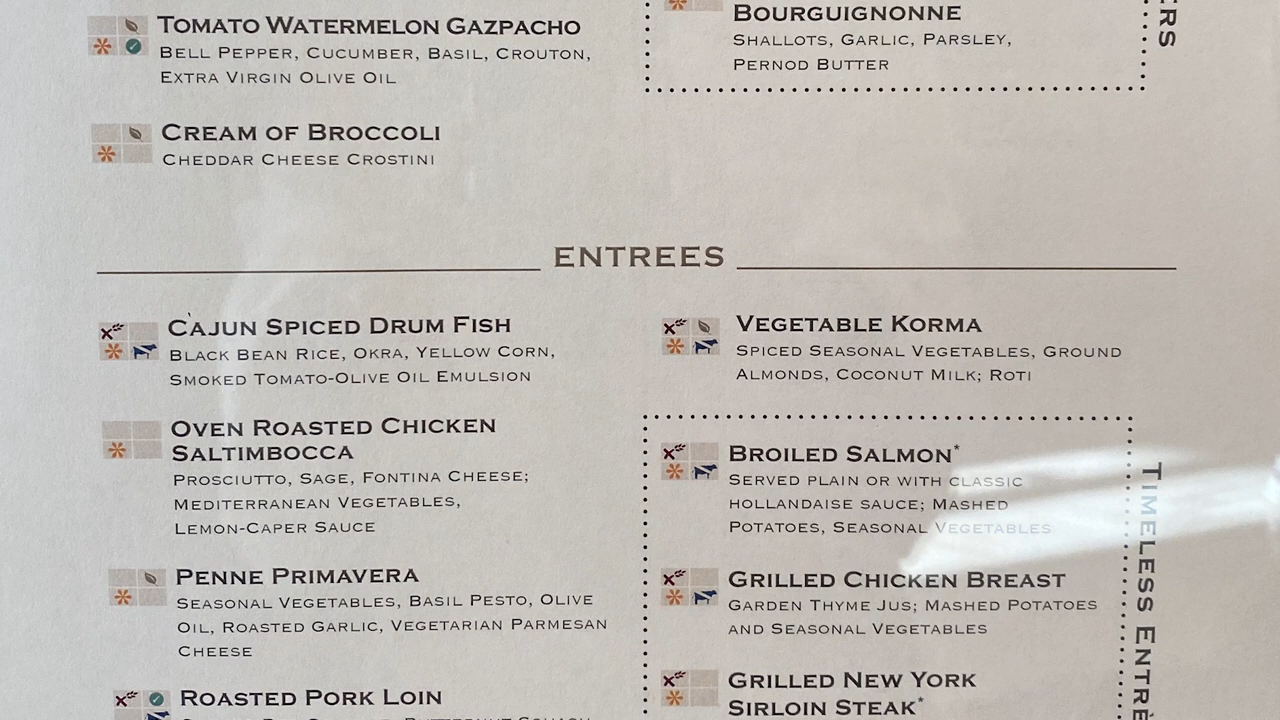 TOMATO WATERMELON GAZPACHO
BELL PEPPER, CUCUMBER, BASIL, CROUTON,
EXTRA VIRGIN OLIVE OIL
CREAM OF BROCCOLI
CHEDDAR CHEESE CROSTINI
BOURGUIGNONNE
SHALLOTS, GARLIC, PARSLEY,
PERNOD BUTTER
ERS
ENTREES
CAJUN SPICED DRUM FISH
BLACK BEAN RICE, OKRA, YELLOW CORN,
SMOKED TOMATO-OLIVE OIL EMULSION
OVEN ROASTED CHICKEN
SALTIMBOCCA
PROSCIUTTO, SAGE, FONTINA CHEESE;
MEDITERRANEAN VEGETABLES,
LEMON-CAPER SAUCE
PENNE PRIMAVERA
SEASONAL VEGETABLES, BASIL PESTO, OLIVE
OIL, ROASTED GARLIC, VEGETARIAN PARMESAN
CHEESE
ROASTED PORK LOIN
VEGETABLE KORMA
SPICED SEASONAL VEGETABLES, GROUND
ALMONDS, COCONUT MILK; ROTI
BROILED SALMON*
SERVED PLAIN OR WITH CLASSIC
HOLLANDAISE SAUCE; MASHED
POTATOES, SEASONAL VEGETABLES
GRILLED CHICKEN BREAST
GARDEN THYME JUS; MASHED POTATOES
AND SEASONAL VEGETABLES
GRILLED NEW YORK
SIRLOIN STEAK*
TIMELESS ENTRÈ